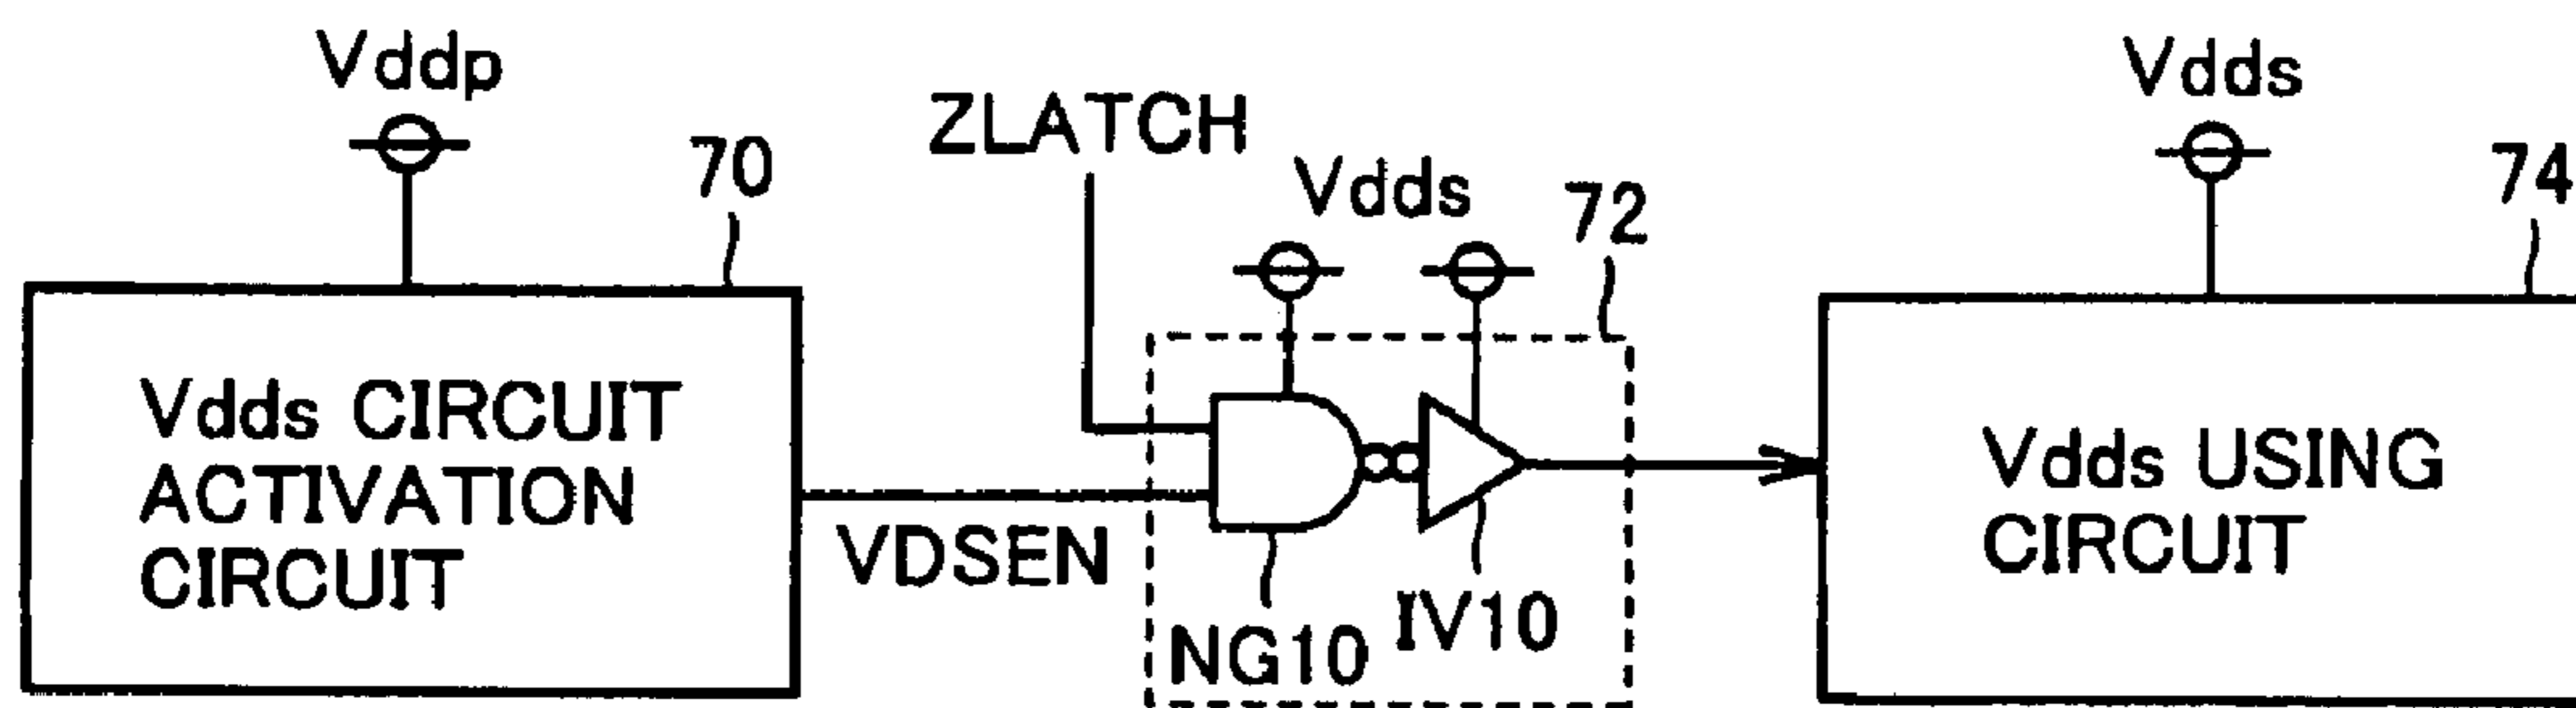 Vddp
70
ZLATCH
Vdds
72
Vdds
74
Vdds CIRCUIT
ACTIVATION
CIRCUIT
VDSEN
NG10
IV10
Vdds USING
CIRCUIT